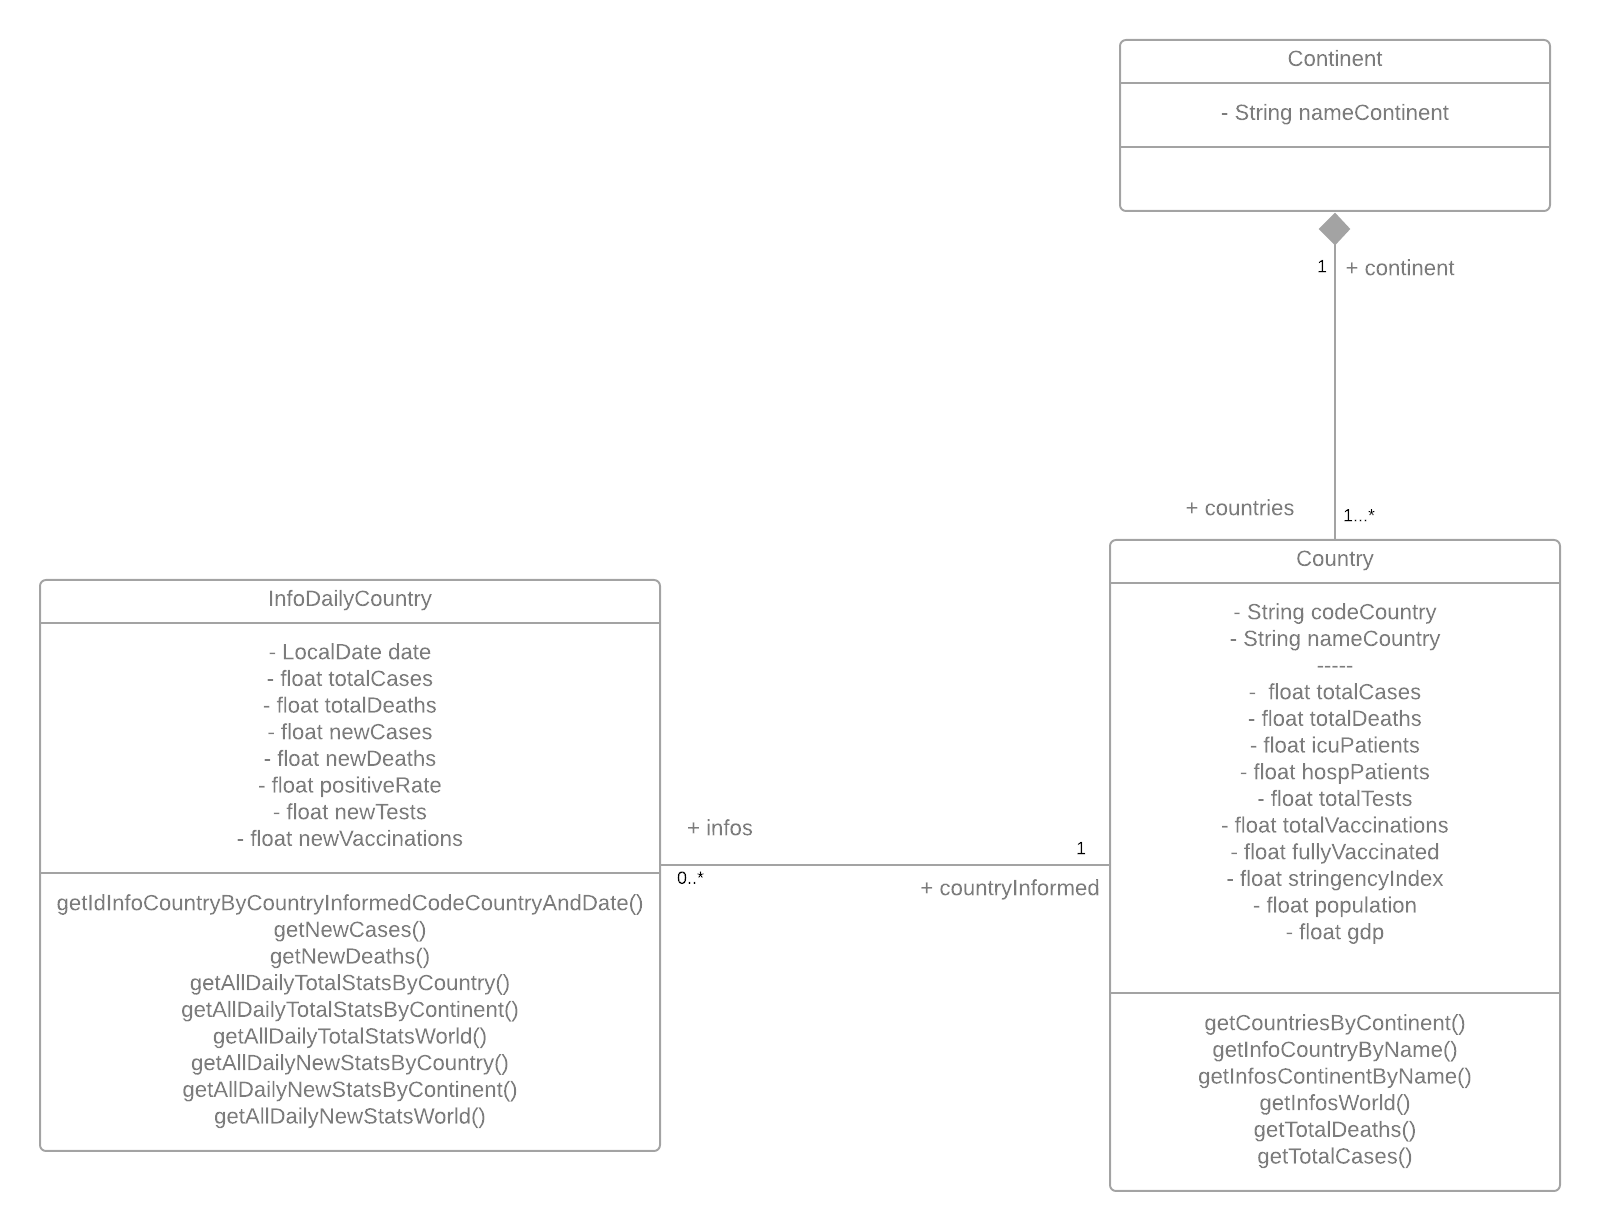 Continent
- String nameContinent
1
+ continent
+ countries
1...*
Country
- String codeCountry
- String nameCountry
-----
-  float totalCases
- float totalDeaths
- float icuPatients
- float hospPatients
- float totalTests
- float totalVaccinations
- float fullyVaccinated
- float stringencyIndex
- float population
- float gdp
getCountriesByContinent()
getInfoCountryByName()
getInfosContinentByName()
getInfosWorld()
getTotalDeaths()
getTotalCases()
InfoDailyCountry
- LocalDate date
- float totalCases
- float totalDeaths
- float newCases
- float newDeaths
- float positiveRate
- float newTests
- float newVaccinations
getIdInfoCountryByCountryInformedCodeCountryAndDate()
getNewCases()
getNewDeaths()
getAllDailyTotalStatsByCountry()
getAllDailyTotalStatsByContinent()
getAllDailyTotalStatsWorld()
getAllDailyNewStatsByCountry()
getAllDailyNewStatsByContinent()
getAllDailyNewStatsWorld()
+ infos
0..*
1
+ countryInformed